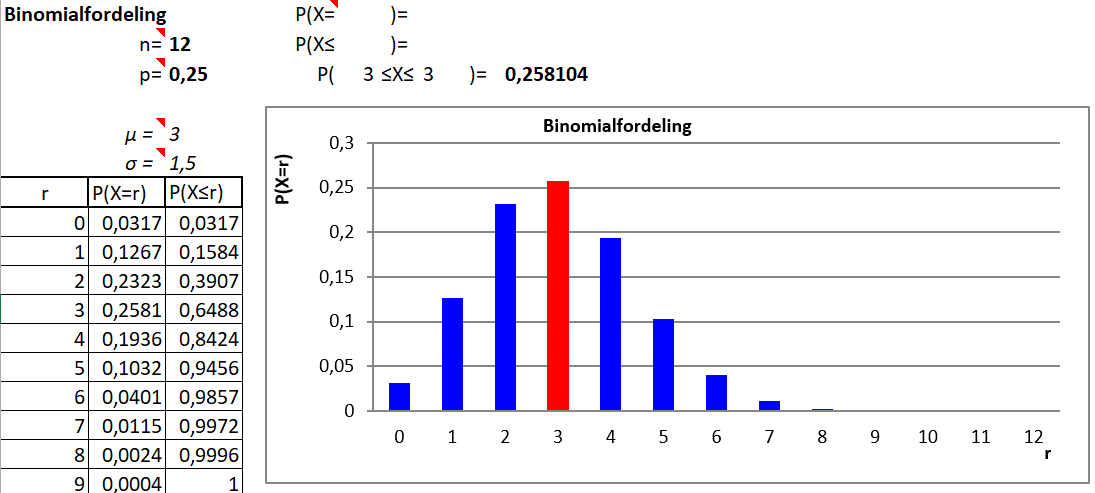 Binomialfordeling P(X= )=
n= 12 P(X≤ )=
p= 0,25 P( 3 ≤X≤ 3 )= 0,258104
μ = 3
σ = 1,5
r P(X=r) P(X≤r)
0 0,0317 0,0317
1 0,1267 0,1584
2 0,2323 0,3907
3 0,2581 0,6488
4 0,1936 0,8424
5 0,1032 0,9456
6 0,0401 0,9857
7 0,0115 0,9972
8 0,0024 0,9996
9 0,0004 1
Binomialfordeling
P(X=r)
0,3
0,25
0,2
0,15
0,1
0,05
0
0 1 2 3 4 5 6 7 8 9 10 11 12
r